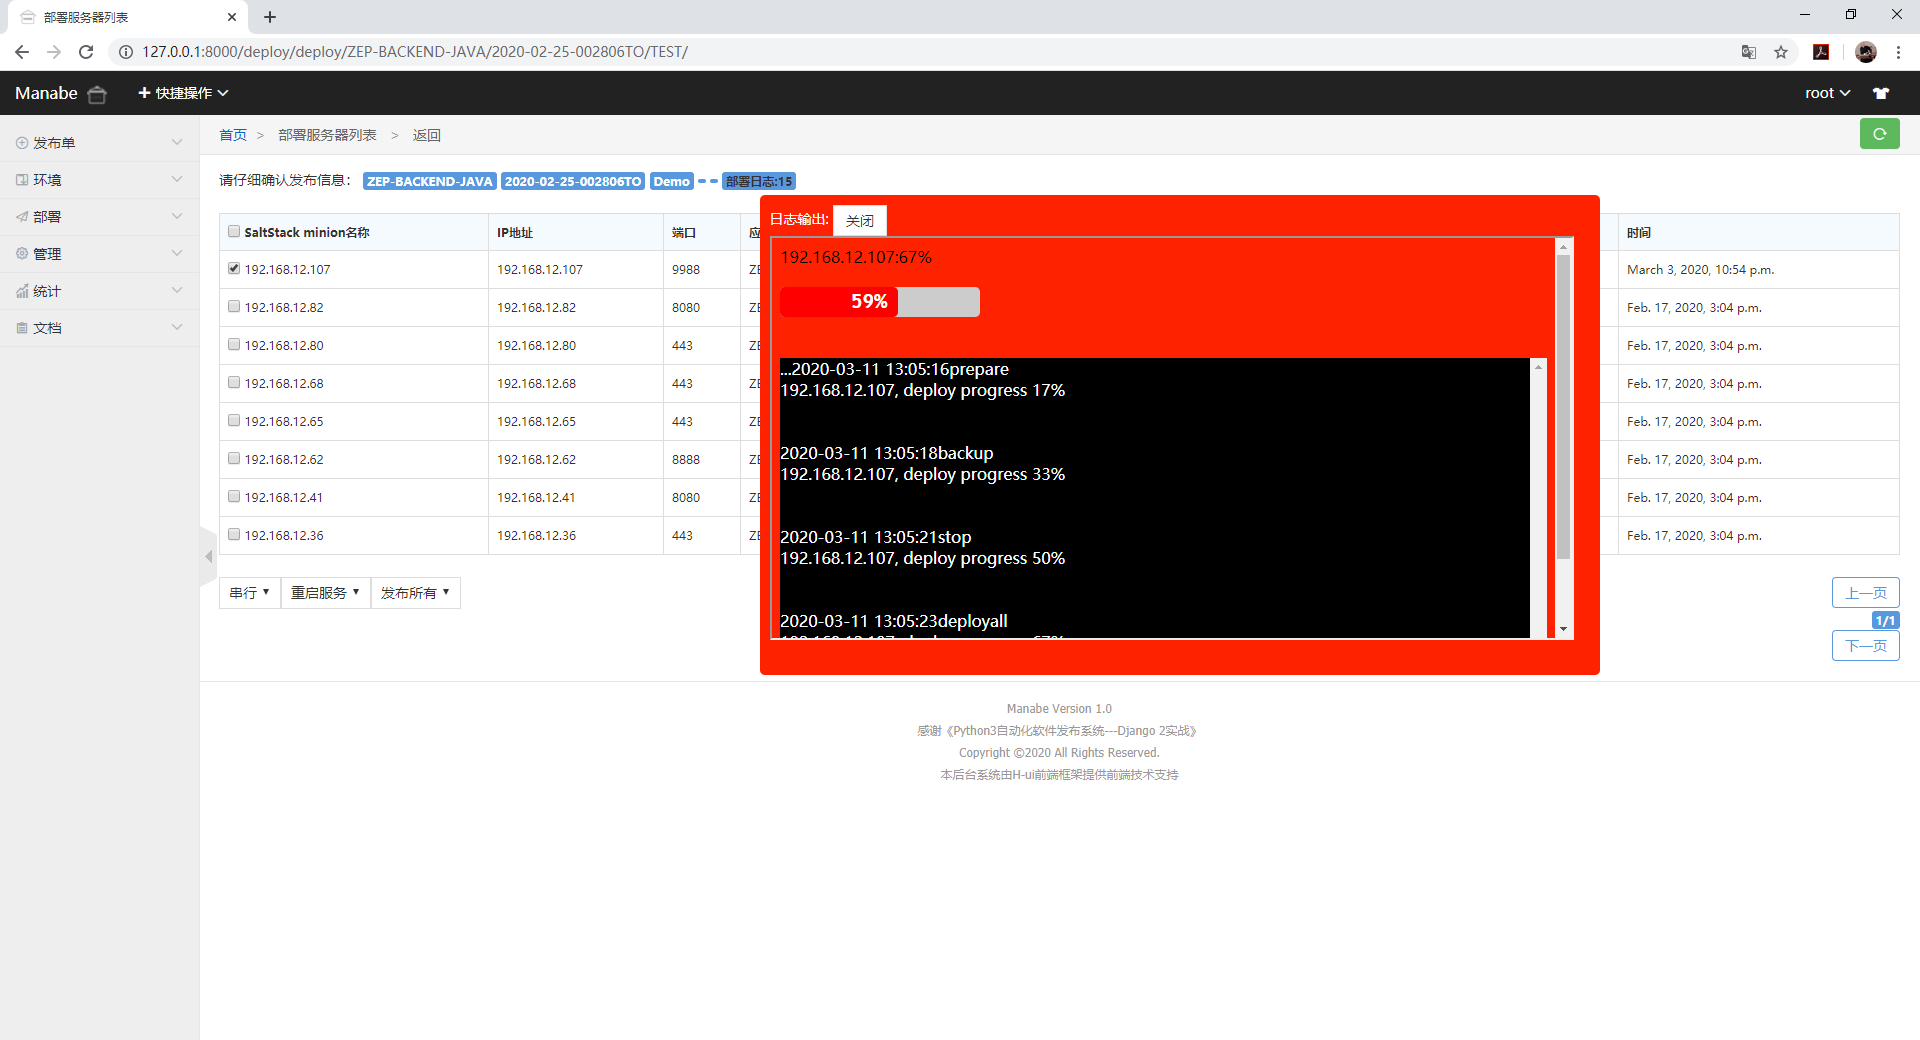 部署服务器列表
127.0.0.1:8000/deploy/deploy/ZEP-BACKEND-JAVA/2020-02-25-002806TO/TEST/
Manabe 快捷操作 root
发布单
环境
部署
管理
统计
文档
首页 > 部署服务器列表 > 返回
请仔细确认发布信息： ZEP-BACKEND-JAVA 2020-02-25-002806TO Demo - - 部署日志:15
SaltStack minion名称 IP地址 端口 应 时间
192.168.12.107 192.168.12.107 9988 ZE March 3, 2020, 10:54 p.m.
192.168.12.82 192.168.12.82 8080 ZE Feb. 17, 2020, 3:04 p.m.
192.168.12.80 192.168.12.80 443 ZE Feb. 17, 2020, 3:04 p.m.
192.168.12.68 192.168.12.68 443 ZE Feb. 17, 2020, 3:04 p.m.
192.168.12.65 192.168.12.65 443 ZE Feb. 17, 2020, 3:04 p.m.
192.168.12.62 192.168.12.62 8888 ZE Feb. 17, 2020, 3:04 p.m.
192.168.12.41 192.168.12.41 8080 ZE Feb. 17, 2020, 3:04 p.m.
192.168.12.36 192.168.12.36 443 ZE Feb. 17, 2020, 3:04 p.m.
日志输出: 关闭
192.168.12.107:67%
59%
...2020-03-11 13:05:16prepare
192.168.12.107, deploy progress 17%
2020-03-11 13:05:18backup
192.168.12.107, deploy progress 33%
2020-03-11 13:05:21stop
192.168.12.107, deploy progress 50%
2020-03-11 13:05:23deployall
串行 重启服务 发布所有
上一页
1/1
下一页
Manabe Version 1.0
感谢《Python3自动化软件发布系统---Django 2实战》
Copyright ©2020 All Rights Reserved.
本后台系统由H-ui前端框架提供前端技术支持